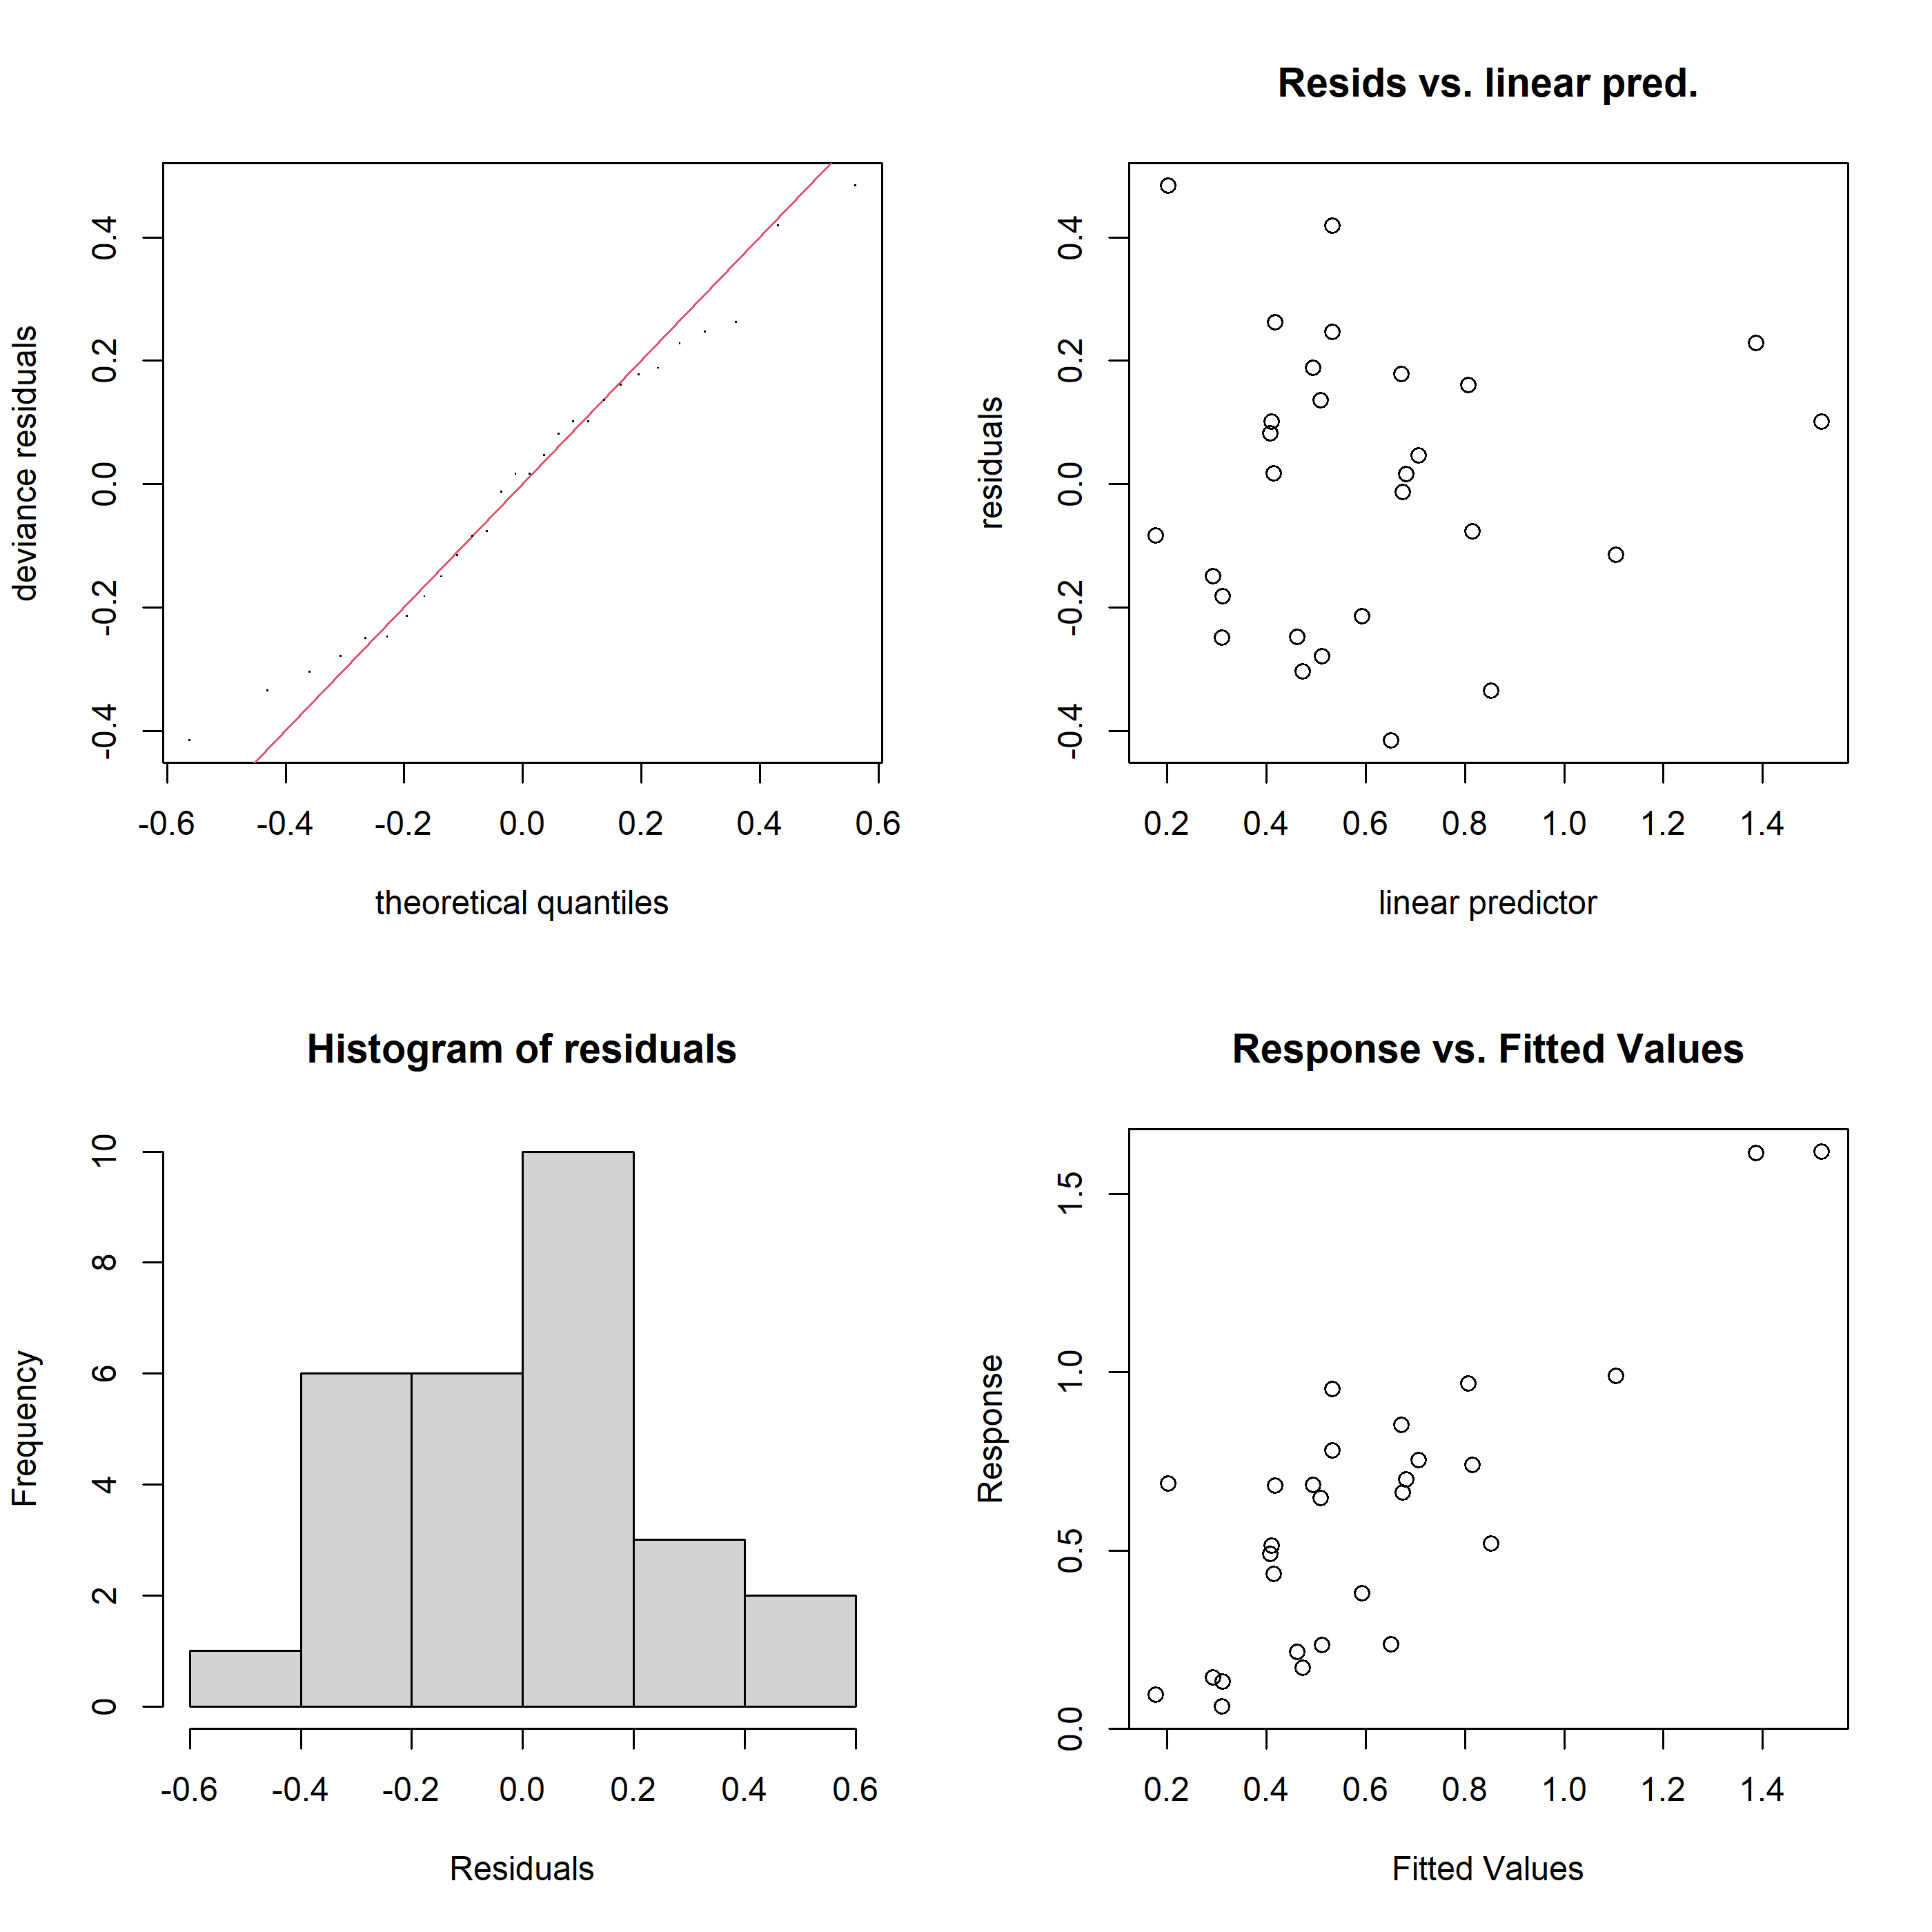 deviance residuals
0.4
0.2
0.0
-0.2
-0.4
-0.6 -0.4 -0.2 0.0 0.2 0.4 0.6
theoretical quantiles
Resids vs. linear pred.
residuals
0.4
0.2
0.0
-0.2
-0.4
0.2 0.4 0.6 0.8 1.0 1.2 1.4
linear predictor
Histogram of residuals
Frequency
10
8
6
4
2
0
-0.6 -0.4 -0.2 0.0 0.2 0.4 0.6
Residuals
Response vs. Fitted Values
Response
1.5
1.0
0.5
0.0
0.2 0.4 0.6 0.8 1.0 1.2 1.4
Fitted Values